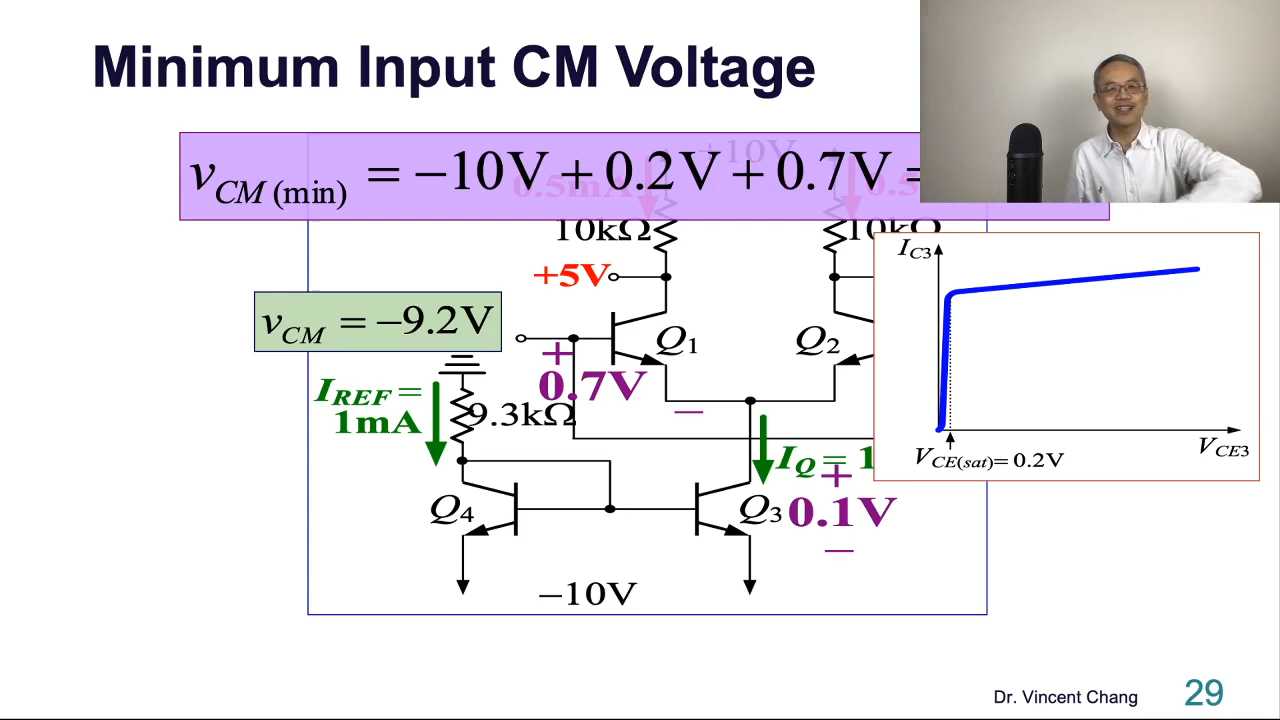 Minimum Input CM Voltage
+10V
v_CM (min) = −10V + 0.2V + 0.7V =
0.5mA
0.5
10kΩ
10kΩ
I_C3
+5V
v_CM = −9.2V
Q1
Q2
+
0.7V
−
I_REF =
1mA
9.3kΩ
V_CE3
V_CE(sat) = 0.2V
I_Q = 1
+
Q4
Q3
0.1V
−
−10V
Dr. Vincent Chang
29